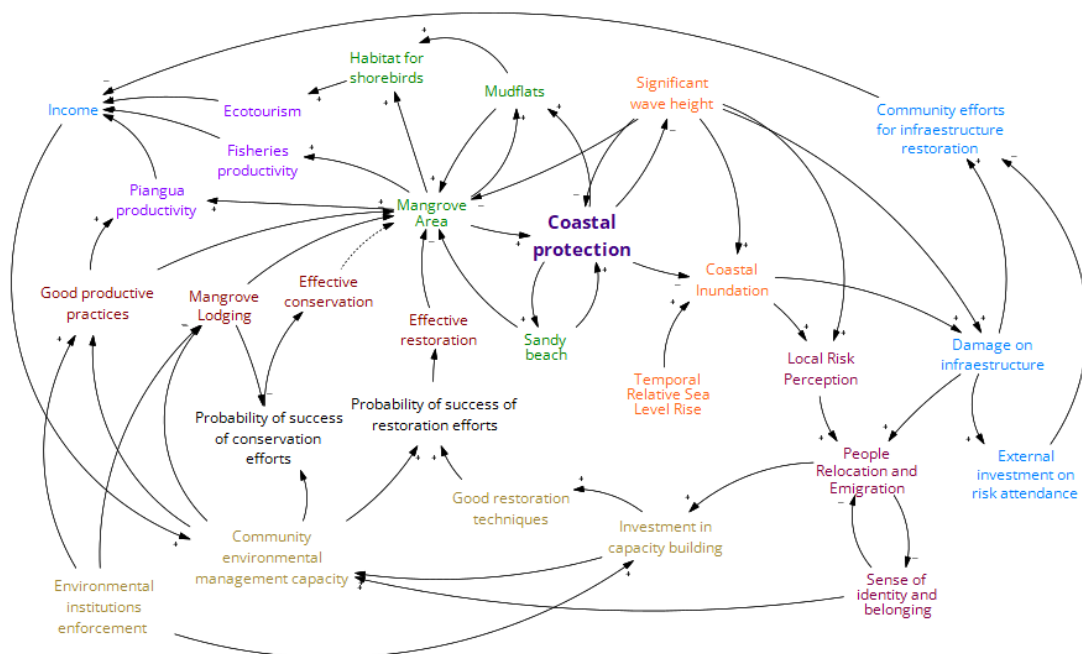 Habitat for
shorebirds
Mudflats
Significant
wave height
Income
Ecotourism
Community efforts
for infraestructure
restoration
Fisheries
productivity
Piangua
productivity
Mangrove
Area
Coastal
protection
Coastal
Inundation
Good productive
practices
Mangrove
Lodging
Effective
conservation
Effective
restoration
Sandy
beach
Temporal
Relative Sea
Level Rise
Local Risk
Perception
Damage on
infraestructure
Probability of success
of conservation
efforts
Probability of success of
restoration efforts
People
Relocation and
Emigration
External
investment on
risk attendance
Good restoration
techniques
Investment in
capacity building
Community
environmental
management capacity
Environmental
institutions
enforcement
Sense of
identity and
belonging